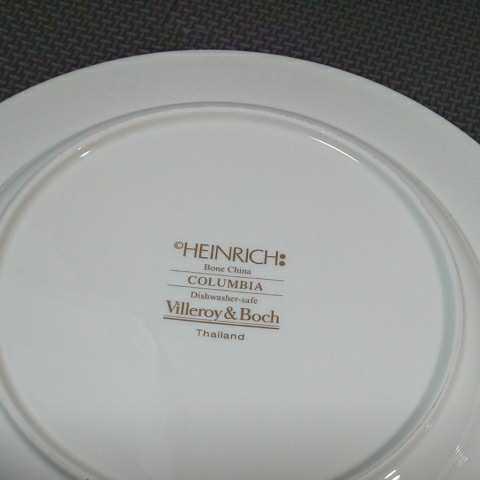 ©HEINRICH:
Bone China
COLUMBIA
Dishwasher-safe
Villeroy & Boch
Thailand